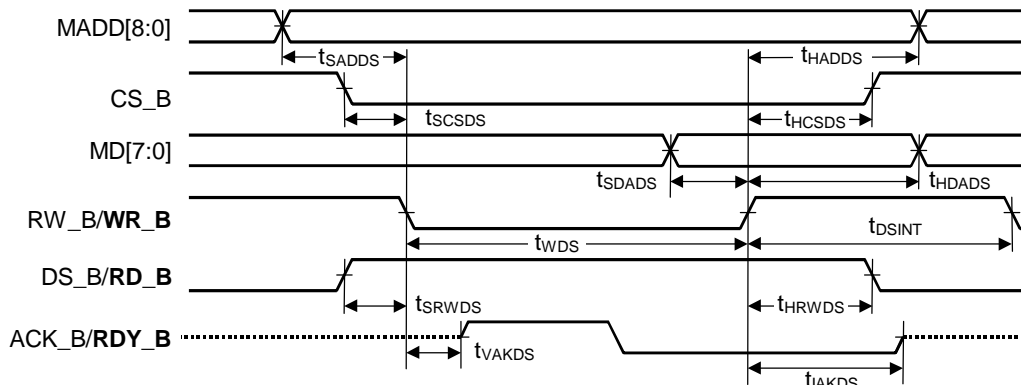 MADD[8:0]
tSADDS
tHADDS
CS_B
tSCSDS
tHCSDS
MD[7:0]
tSDADS
tHDADS
RW_B/WR_B
tWDS
tDSINT
DS_B/RD_B
tSRWDS
tHRWDS
ACK_B/RDY_B
tVAKDS
tIAKDS